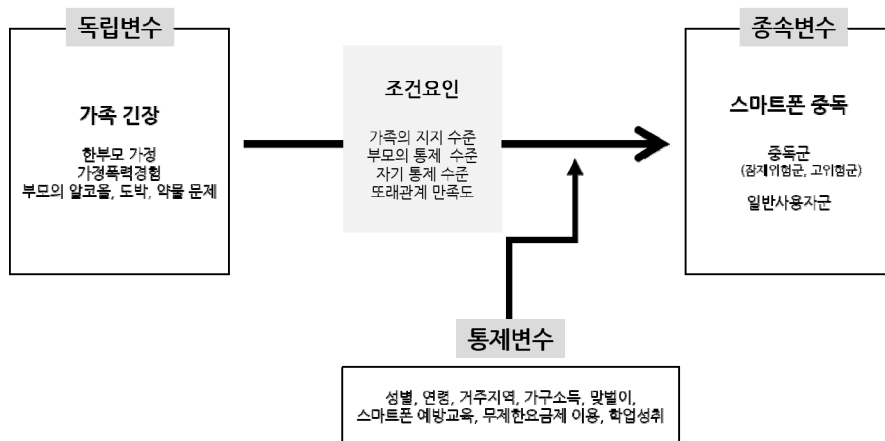 독립변수
가족 긴장
한부모 가정
가정폭력경험
부모의 알코올, 도박, 약물 문제
조건요인
가족의 지지 수준
부모의 통제 수준
자기 통제 수준
또래관계 만족도
종속변수
스마트폰 중독
중독군
(잠재위험군, 고위험군)
일반사용자군
통제변수
성별, 연령, 거주지역, 가구소득, 맞벌이,
스마트폰 예방교육, 무제한요금제 이용, 학업성취